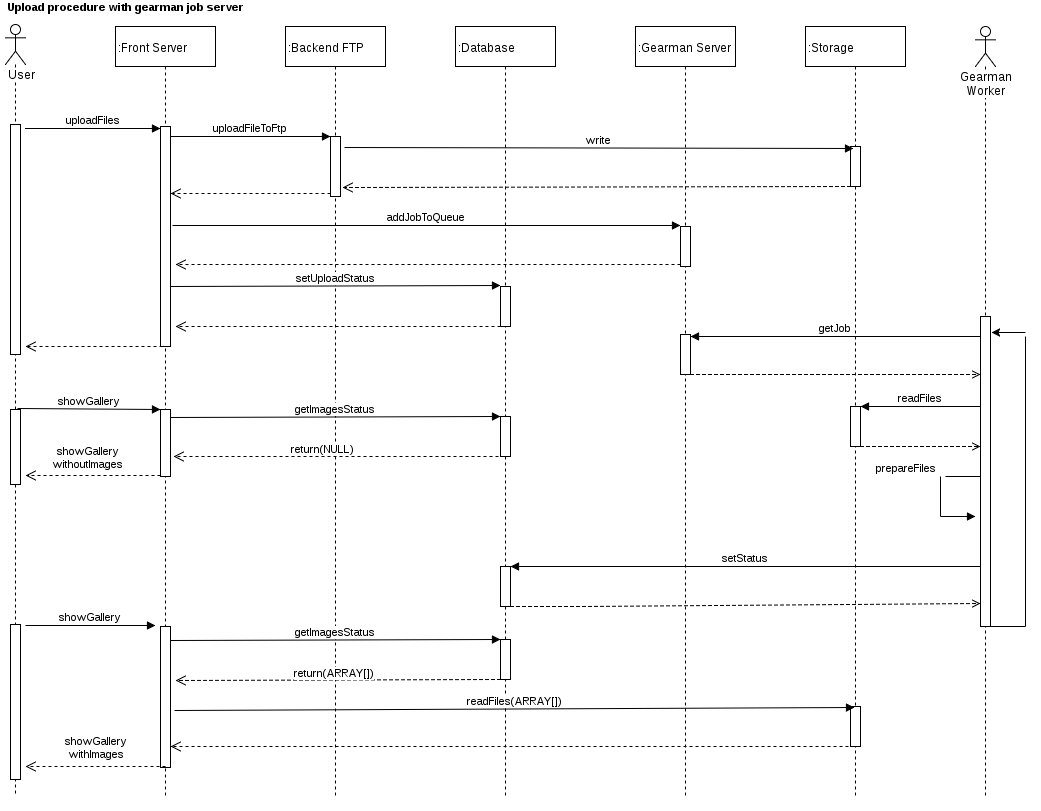 Upload procedure with gearman job server
:Front Server
:Backend FTP
:Database
:Gearman Server
:Storage
User
Gearman
Worker
uploadFiles
uploadFileToFtp
write
addJobToQueue
setUploadStatus
getJob
showGallery
getImagesStatus
readFiles
showGallery
withoutImages
return(NULL)
prepareFiles
setStatus
showGallery
getImagesStatus
return(ARRAY[])
readFiles(ARRAY[])
showGallery
withImages